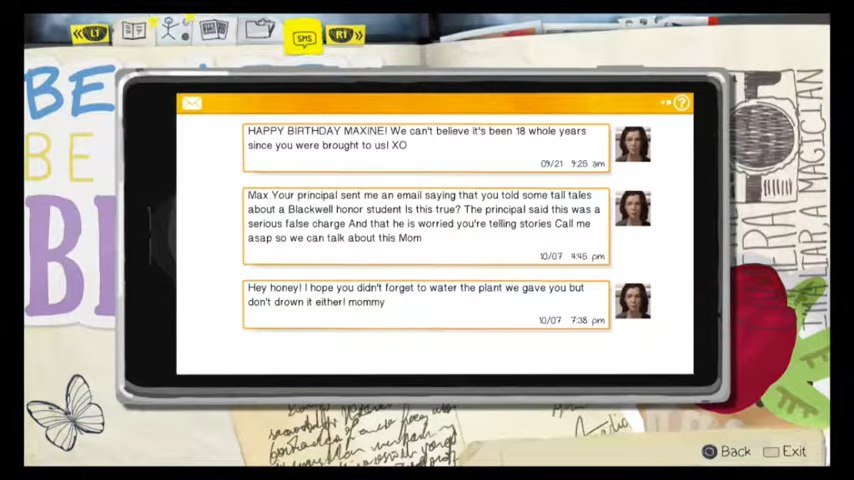 LT
SMS
R1
HAPPY BIRTHDAY MAXINE! We can't believe it's been 18 whole years
since you were brought to us! XO
09/21 9:25 am
Max Your principal sent me an email saying that you told some tall tales
about a Blackwell honor student Is this true? The principal said this was a
serious false charge And that he is worried you're telling stories Call me
asap so we can talk about this Mom
10/07 4:45 pm
Hey honey! I hope you didn't forget to water the plant we gave you but
don't drown it either! mommy
10/07 7:38 pm
BE
BE
A LIAR, A MAGICIAN
Back
Exit